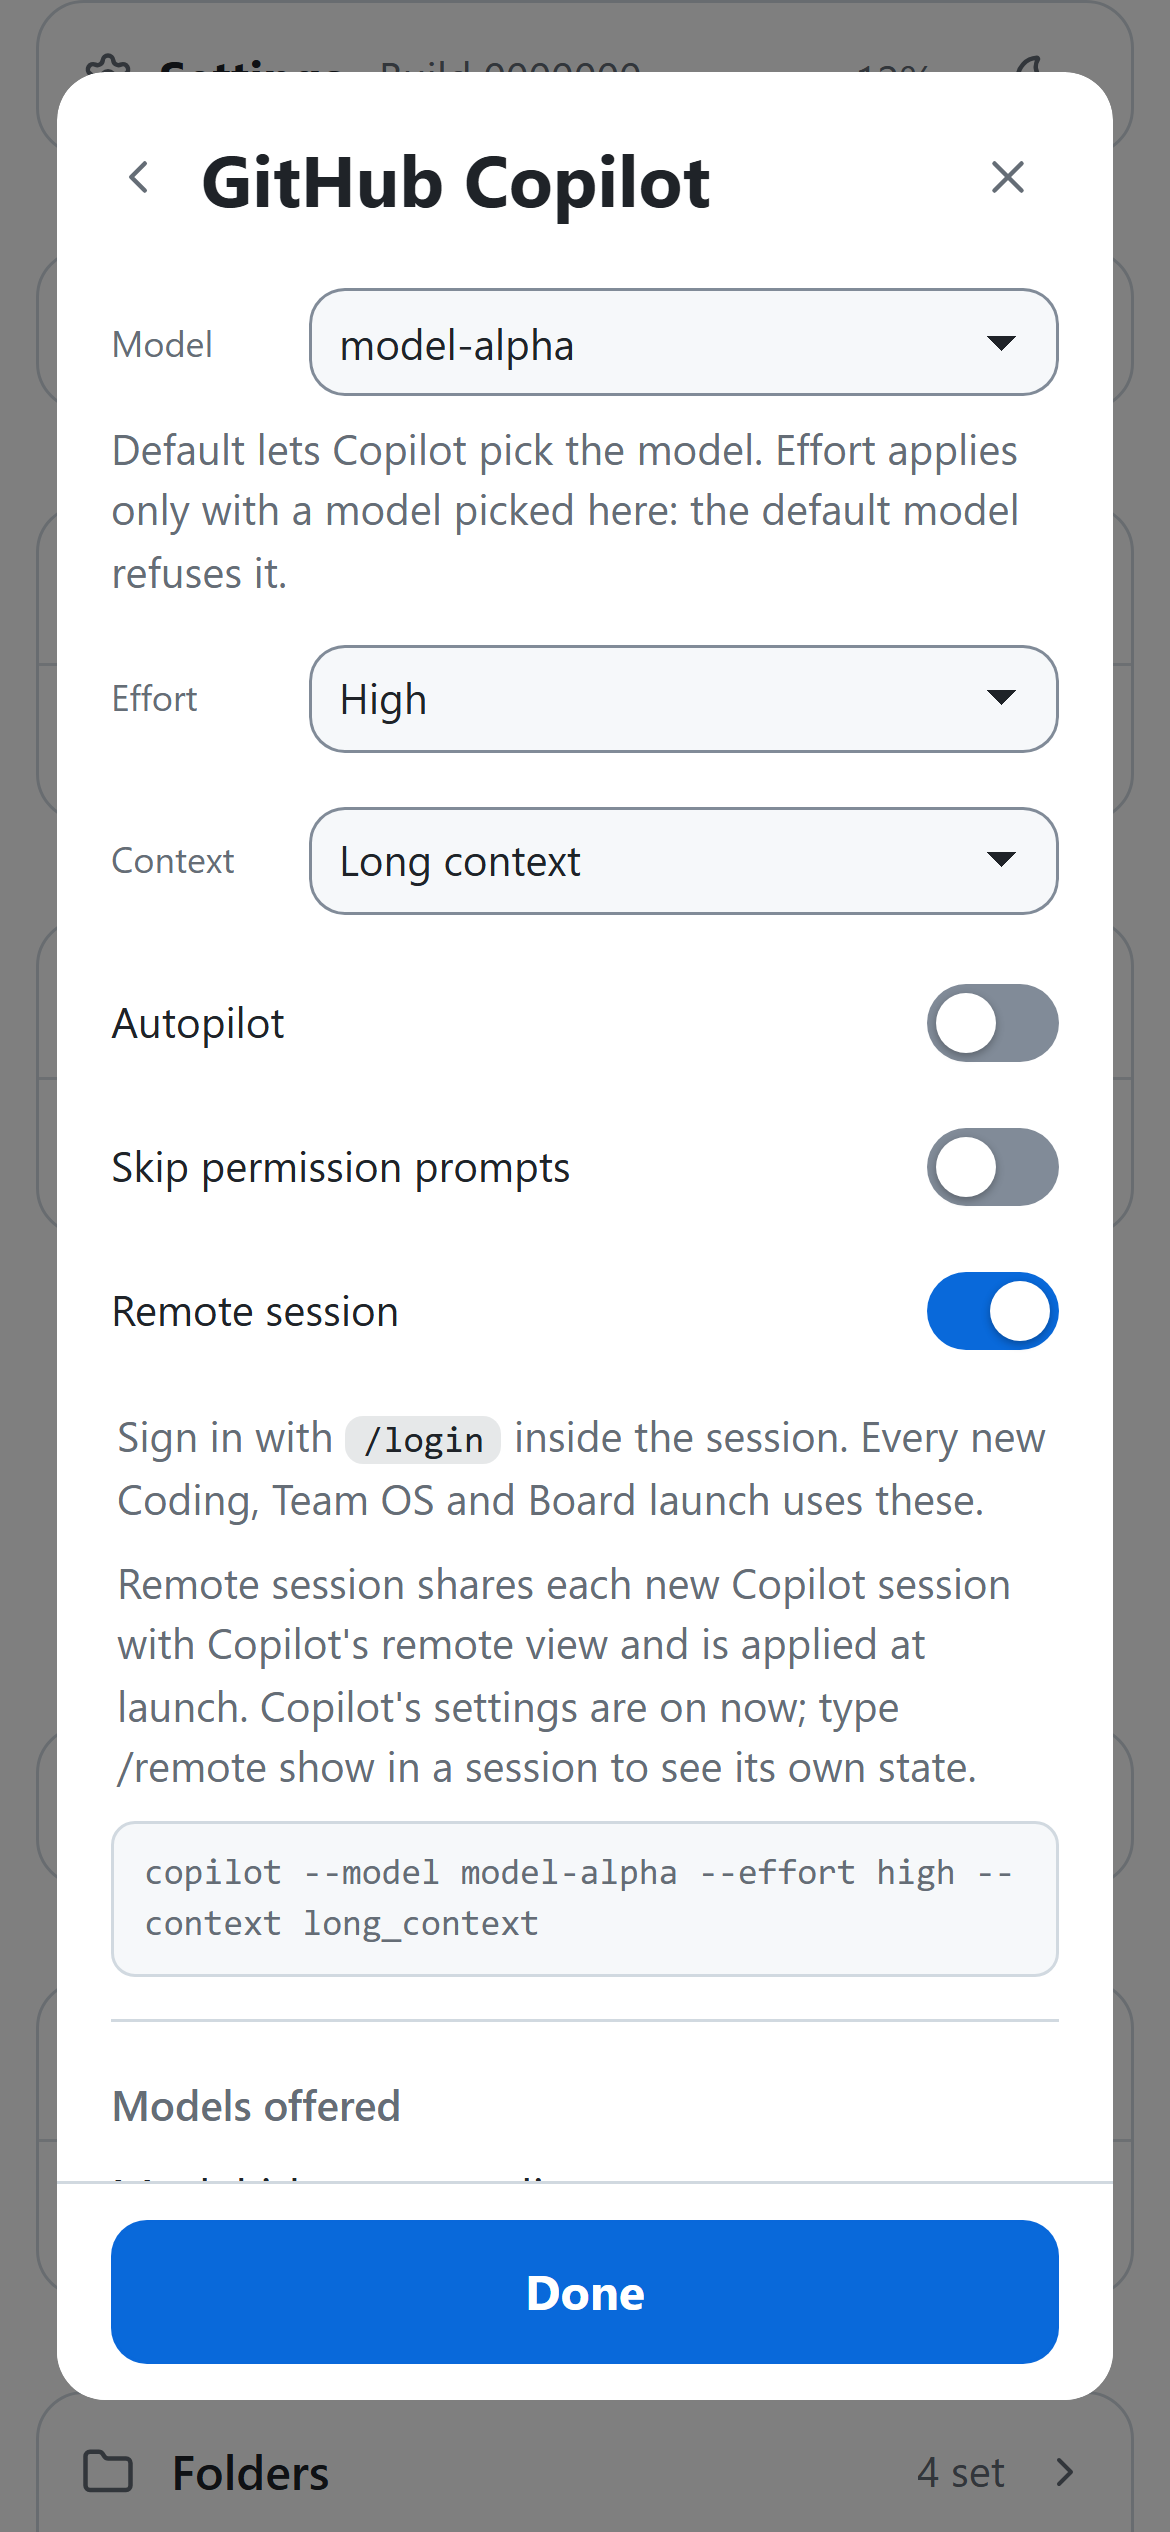 Settings Build 0000000 12%
GitHub Copilot
Model
model-alpha
Default lets Copilot pick the model. Effort applies
only with a model picked here: the default model
refuses it.
Effort
High
Context
Long context
Autopilot
Skip permission prompts
Remote session
Sign in with /login inside the session. Every new
Coding, Team OS and Board launch uses these.
Remote session shares each new Copilot session
with Copilot's remote view and is applied at
launch. Copilot's settings are on now; type
/remote show in a session to see its own state.
copilot --model model-alpha --effort high --
context long_context
Models offered
Done
Folders
4 set